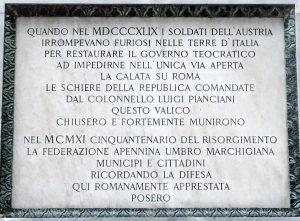 QUANDO NEL MDCCCXLIX I SOLDATI DELL'AUSTRIA
IRROMPEVANO FURIOSI NELLE TERRE D'ITALIA
PER RESTAURARE IL GOVERNO TEOCRATICO
AD IMPEDIRNE NELL'UNICA VIA APERTA
LA CALATA SU ROMA
LE SCHIERE DELLA REPUBLICA COMANDATE
DAL COLONNELLO LUIGI PIANCIANI
QUESTO VALICO
CHIUSERO E FORTEMENTE MUNIRONO
NEL MCMXI CINQUANTENARIO DEL RISORGIMENTO
LA FEDERAZIONE APENNINA UMBRO MARCHIGIANA
MUNICIPI E CITTADINI
RICORDANDO LA DIFESA
QUI ROMANAMENTE APPRESTATA
POSERO